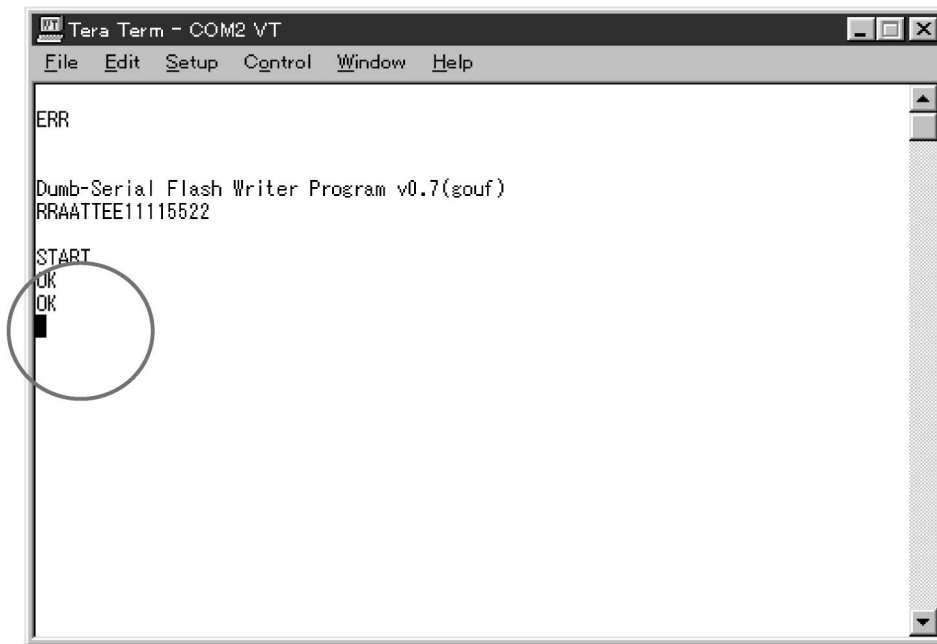 Tera Term - COM2 VT
File Edit Setup Control Window Help
ERR
Dumb-Serial Flash Writer Program v0.7(gouf)
RRAATTEE11115522
START
OK
OK